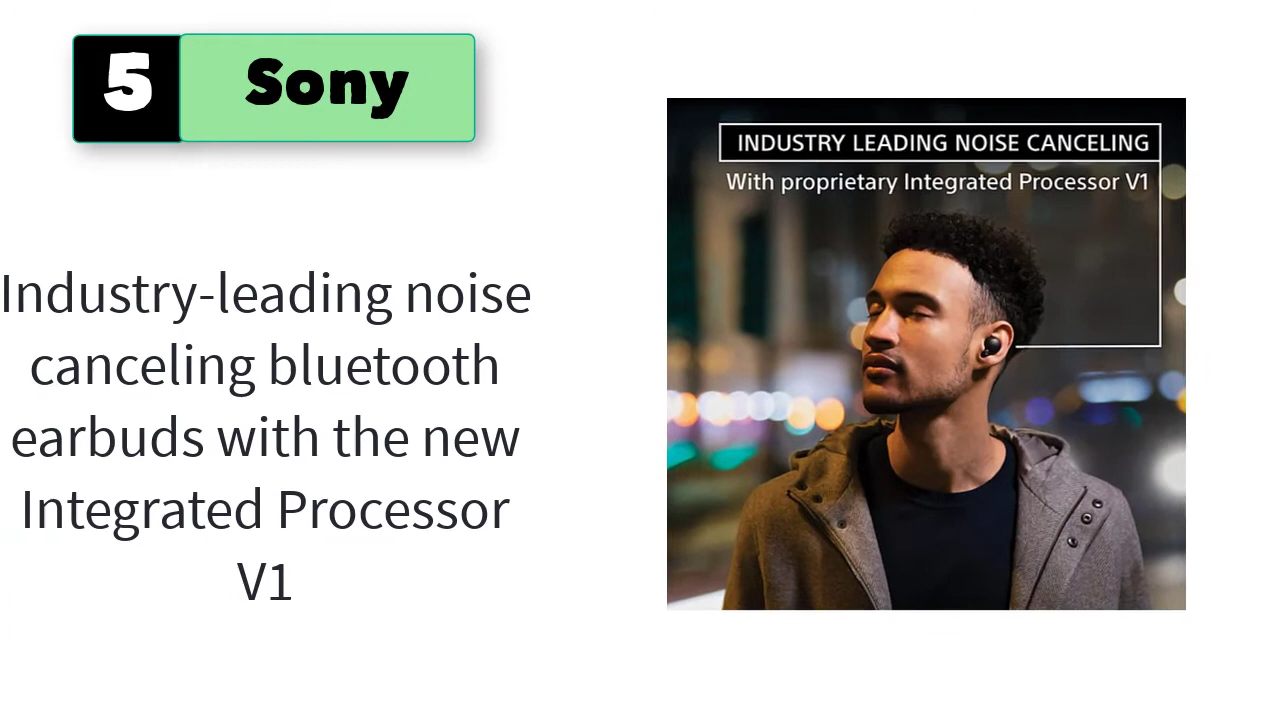 5 Sony
Industry-leading noise
canceling bluetooth
earbuds with the new
Integrated Processor
V1
INDUSTRY LEADING NOISE CANCELING
With proprietary Integrated Processor V1